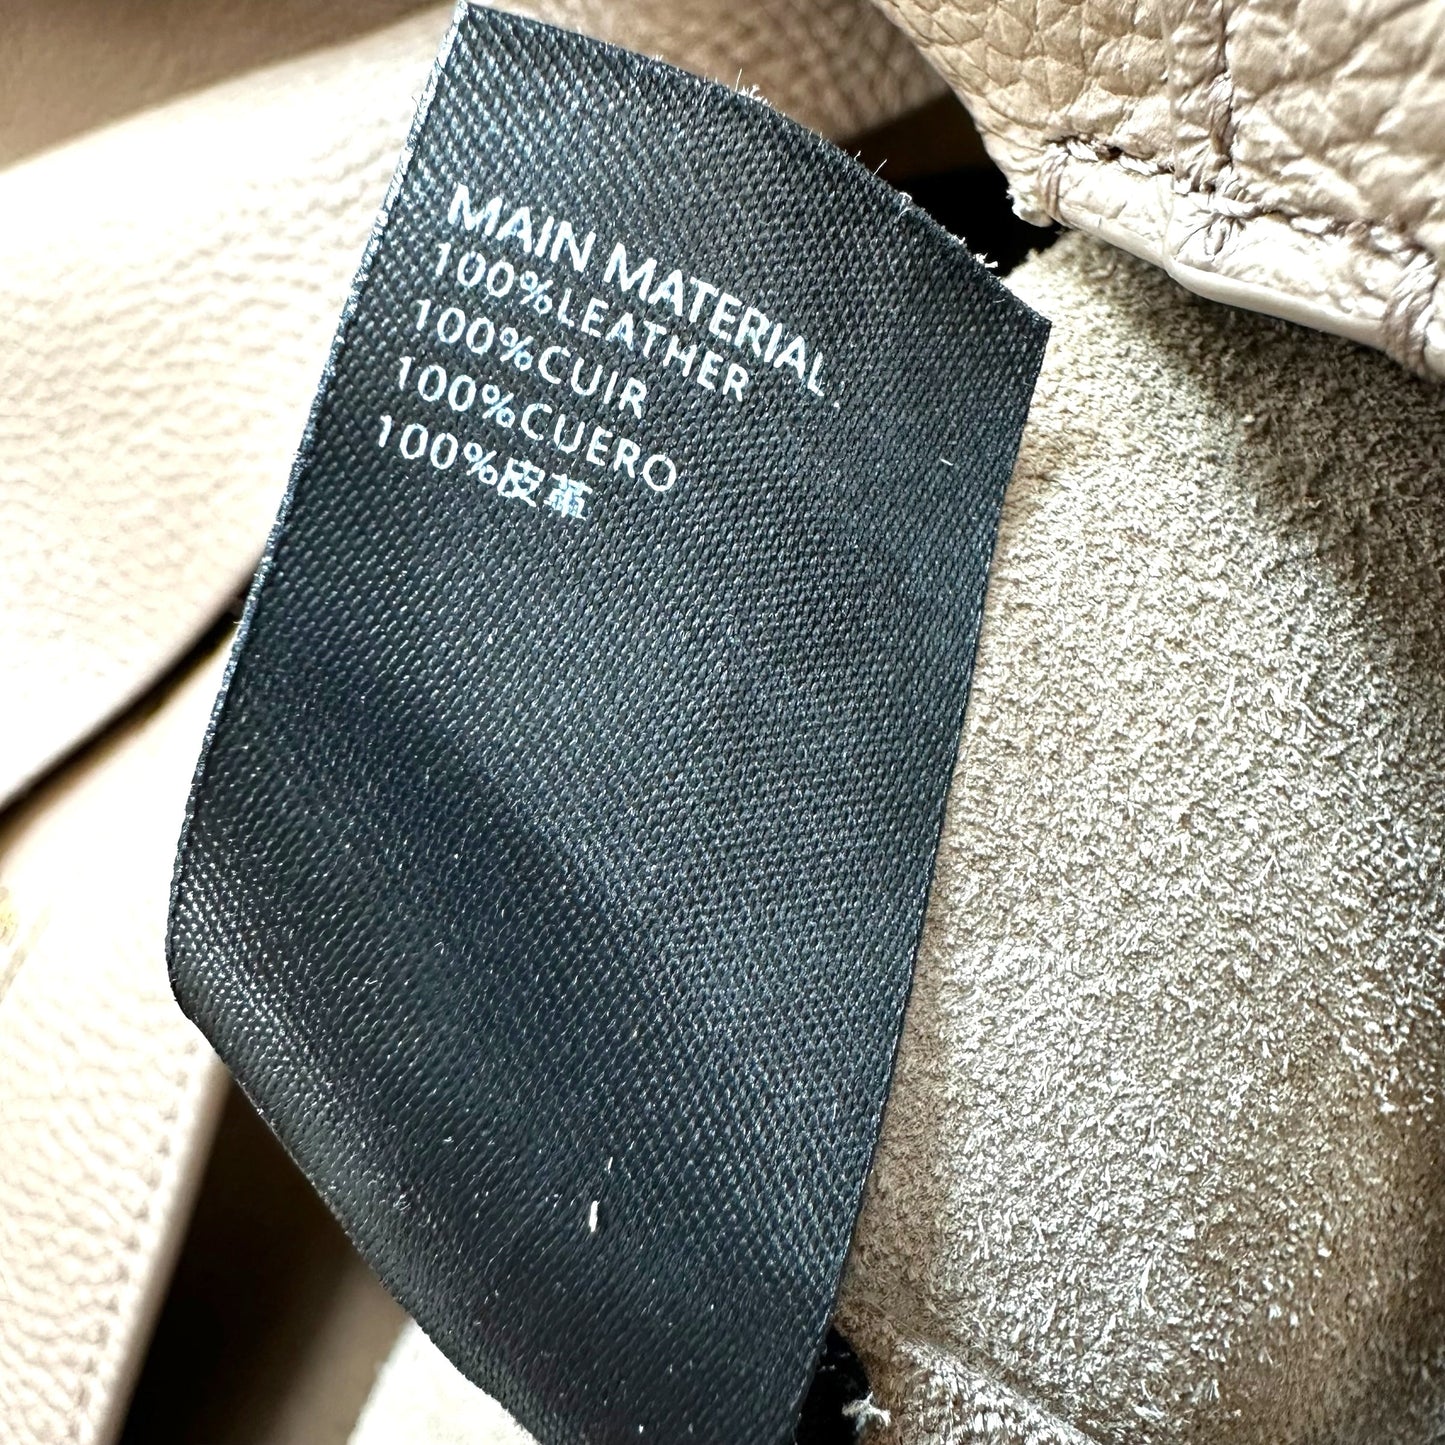 MAIN MATERIAL.
100%LEATHER
100%CUIR
100%CUERO
100%皮革